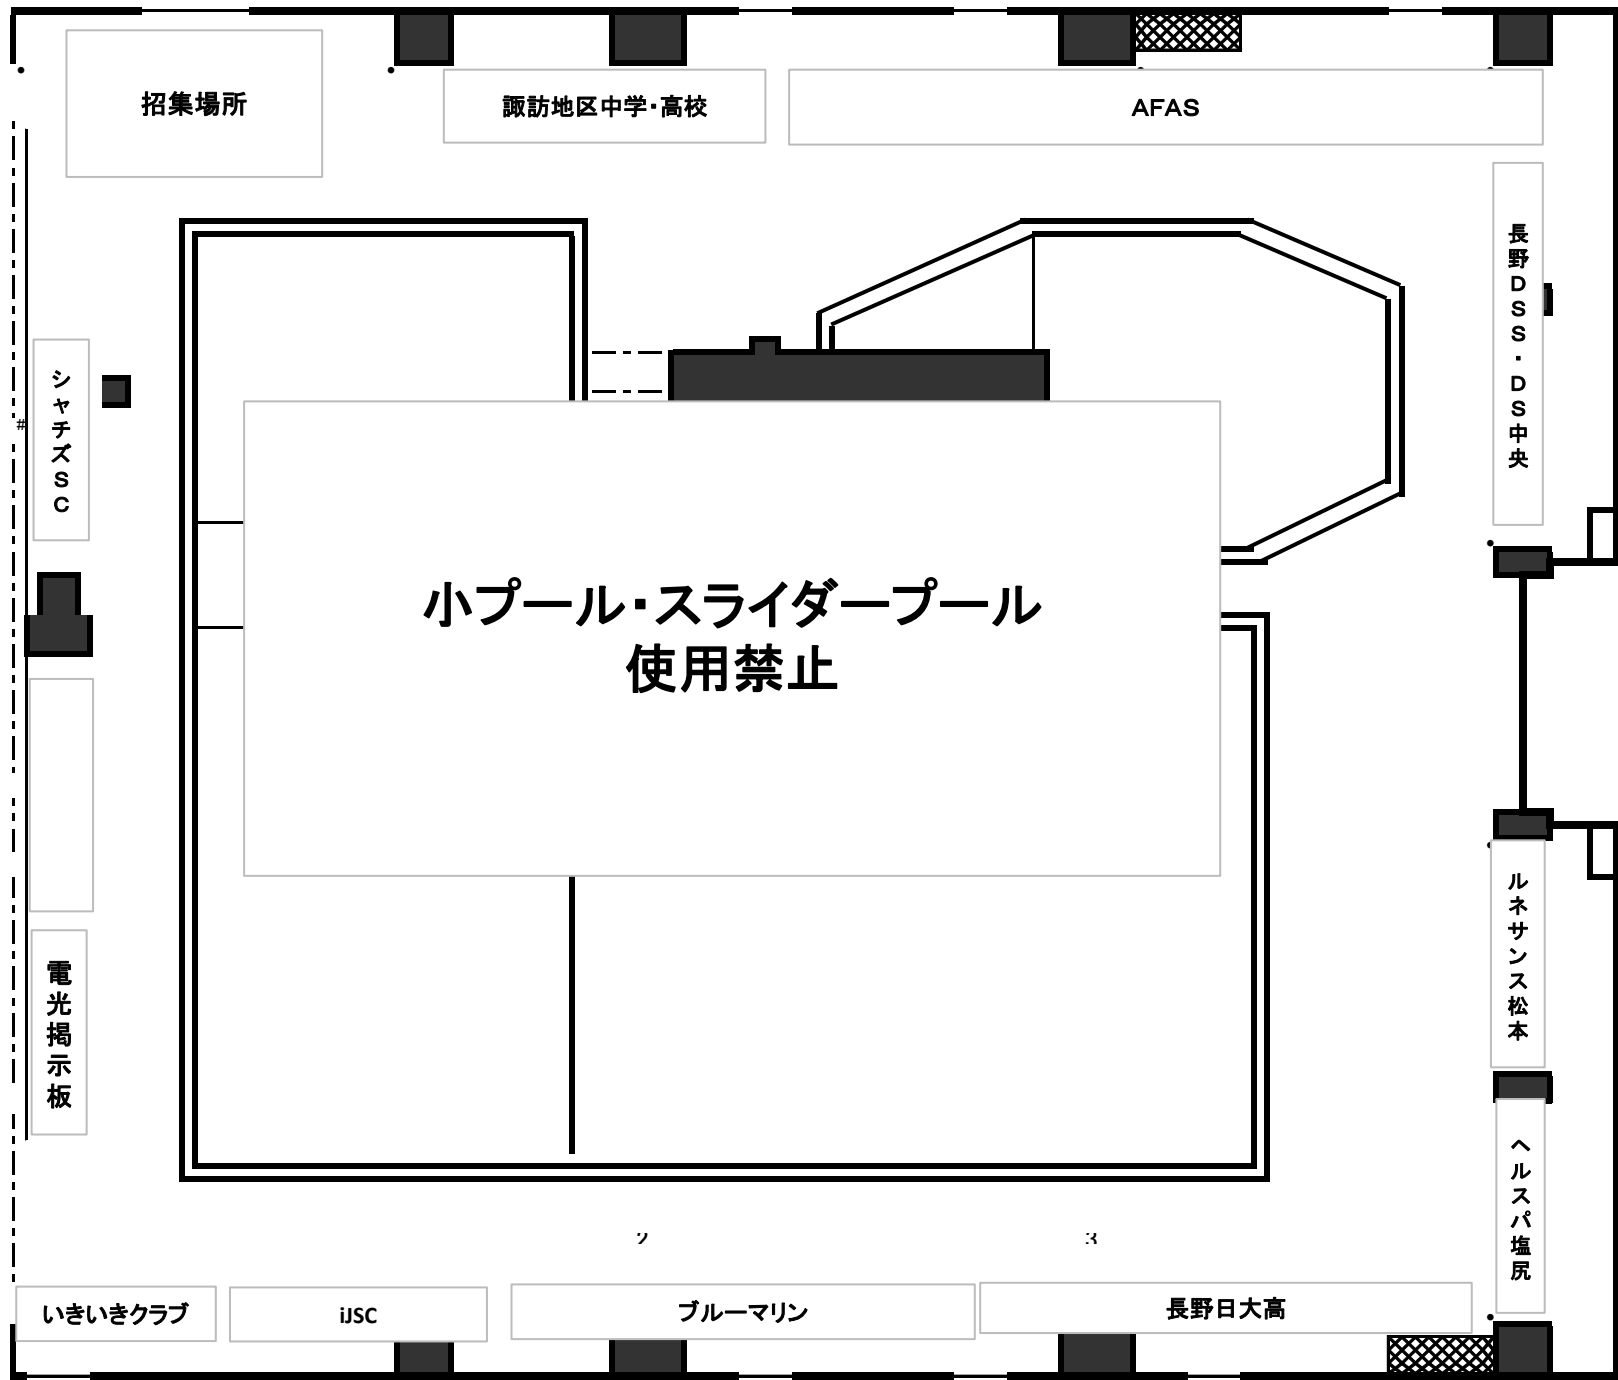 招集場所
諏訪地区中学・高校
AFAS
長野DSS・DS中央
シャチズSC
#
小プール・スライダープール
使用禁止
電光掲示板
ルネサンス松本
ヘルスパ塩尻
いきいきクラブ
iJSC
ブルーマリン
長野日大高